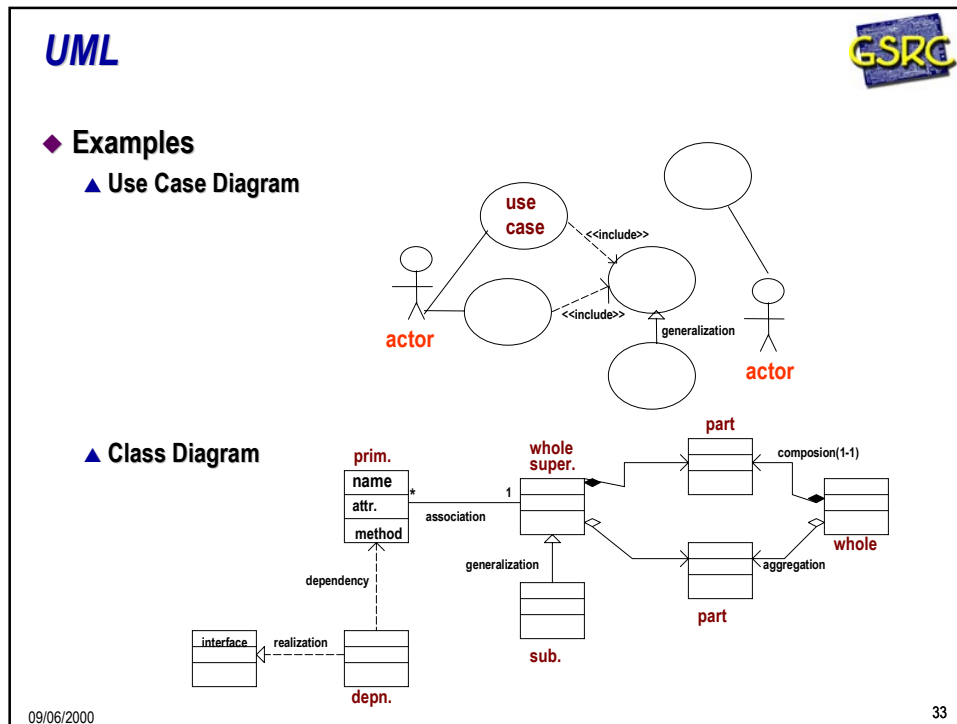 UML
GSRC
◆ Examples
▲ Use Case Diagram
use
case
<<include>>
<<include>>
generalization
actor
actor
▲ Class Diagram
prim.
name
attr.
method
*
1
association
whole
super.
part
composion(1-1)
whole
generalization
aggregation
dependency
part
interface
realization
sub.
depn.
09/06/2000
33